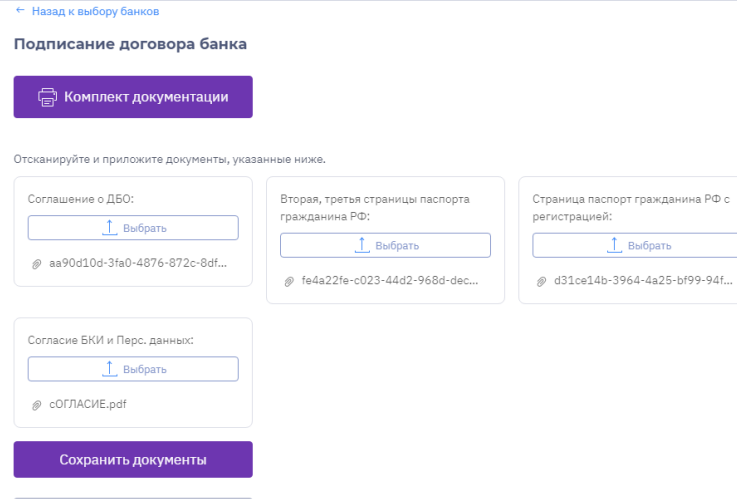 ← Назад к выбору банков
Подписание договора банка
Комплект документации
Отсканируйте и приложите документы, указанные ниже.
Соглашение о ДБО:
Выбрать
aa90d10d-3fa0-4876-872c-8df...
Вторая, третья страницы паспорта
гражданина РФ:
Выбрать
fe4a22fe-c023-44d2-968d-dec...
Страница паспорт гражданина РФ с
регистрацией:
Выбрать
d31ce14b-3964-4a25-bf99-94f...
Согласие БКИ и Перс. данных:
Выбрать
сОГЛАСИЕ.pdf
Сохранить документы